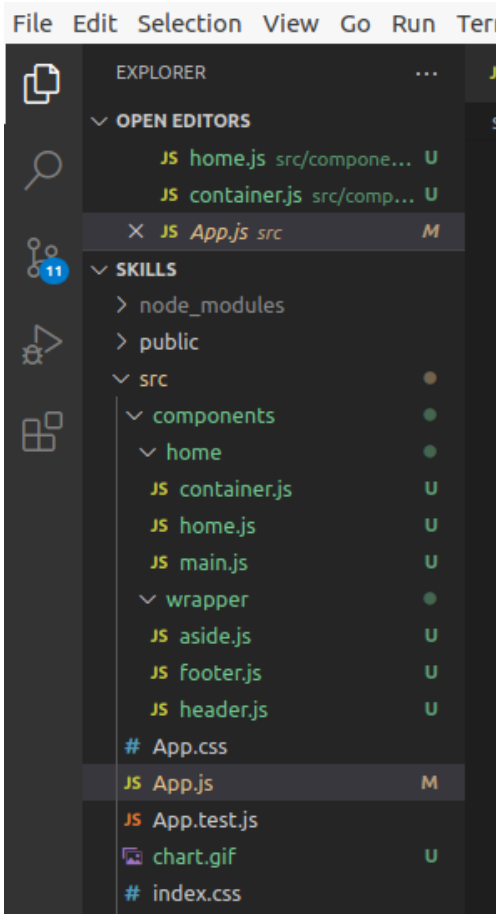 File Edit Selection View Go Run Terr
EXPLORER ...
OPEN EDITORS
JS home.js src/compone... U
JS container.js src/comp... U
JS App.js src M
11
SKILLS
node_modules
public
src
components
home
JS container.js U
JS home.js U
JS main.js U
wrapper
JS aside.js U
JS footer.js U
JS header.js U
# App.css
JS App.js M
JS App.test.js
chart.gif U
# index.css